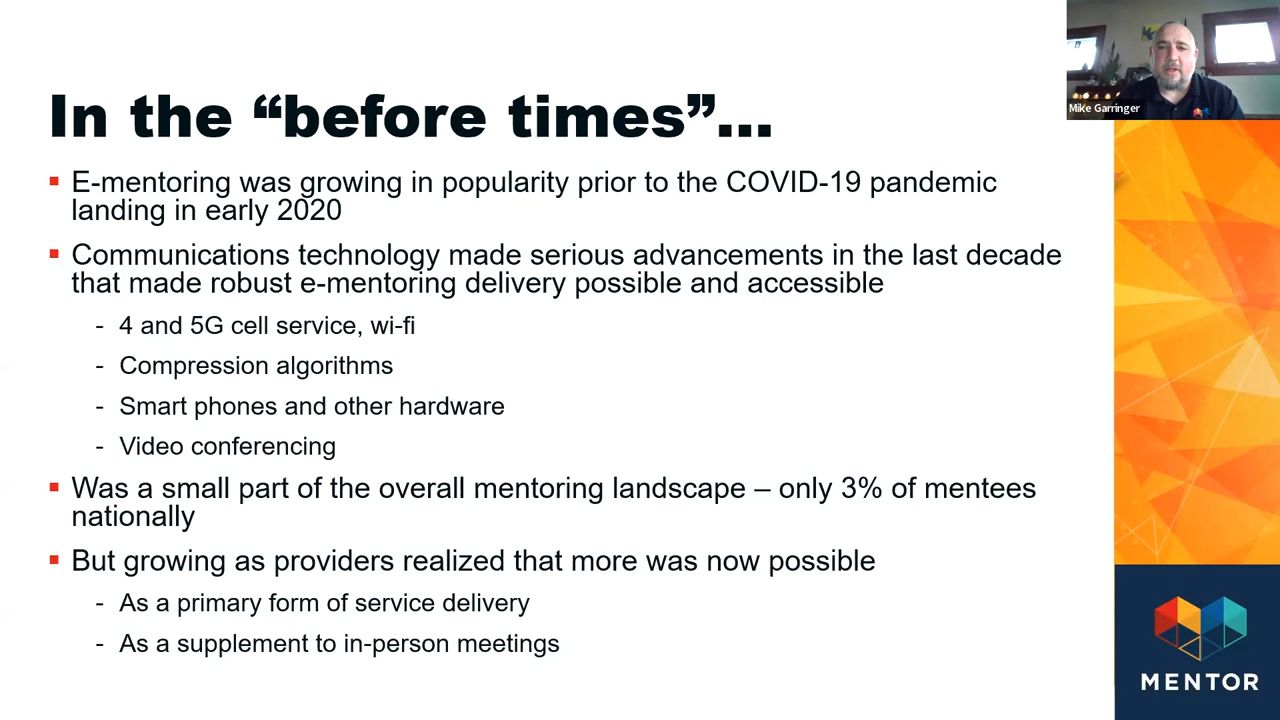 Mike Garringer
In the “before times”...
▪ E-mentoring was growing in popularity prior to the COVID-19 pandemic
landing in early 2020
▪ Communications technology made serious advancements in the last decade
that made robust e-mentoring delivery possible and accessible
- 4 and 5G cell service, wi-fi
- Compression algorithms
- Smart phones and other hardware
- Video conferencing
▪ Was a small part of the overall mentoring landscape – only 3% of mentees
nationally
▪ But growing as providers realized that more was now possible
- As a primary form of service delivery
- As a supplement to in-person meetings
MENTOR